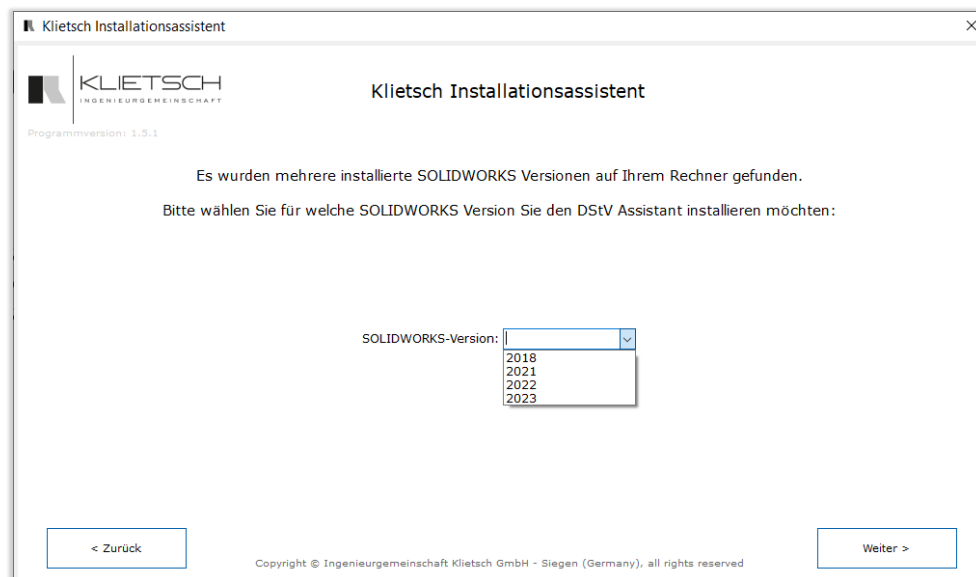 Klietsch Installationsassistent
KLIETSCH
INGENIEURGEMEINSCHAFT
Klietsch Installationsassistent
Programmversion: 1.5.1
Es wurden mehrere installierte SOLIDWORKS Versionen auf Ihrem Rechner gefunden.
Bitte wählen Sie für welche SOLIDWORKS Version Sie den DStV Assistant installieren möchten:
SOLIDWORKS-Version:
2018
2021
2022
2023
< Zurück
Weiter >
Copyright © Ingenieurgemeinschaft Klietsch GmbH - Siegen (Germany), all rights reserved